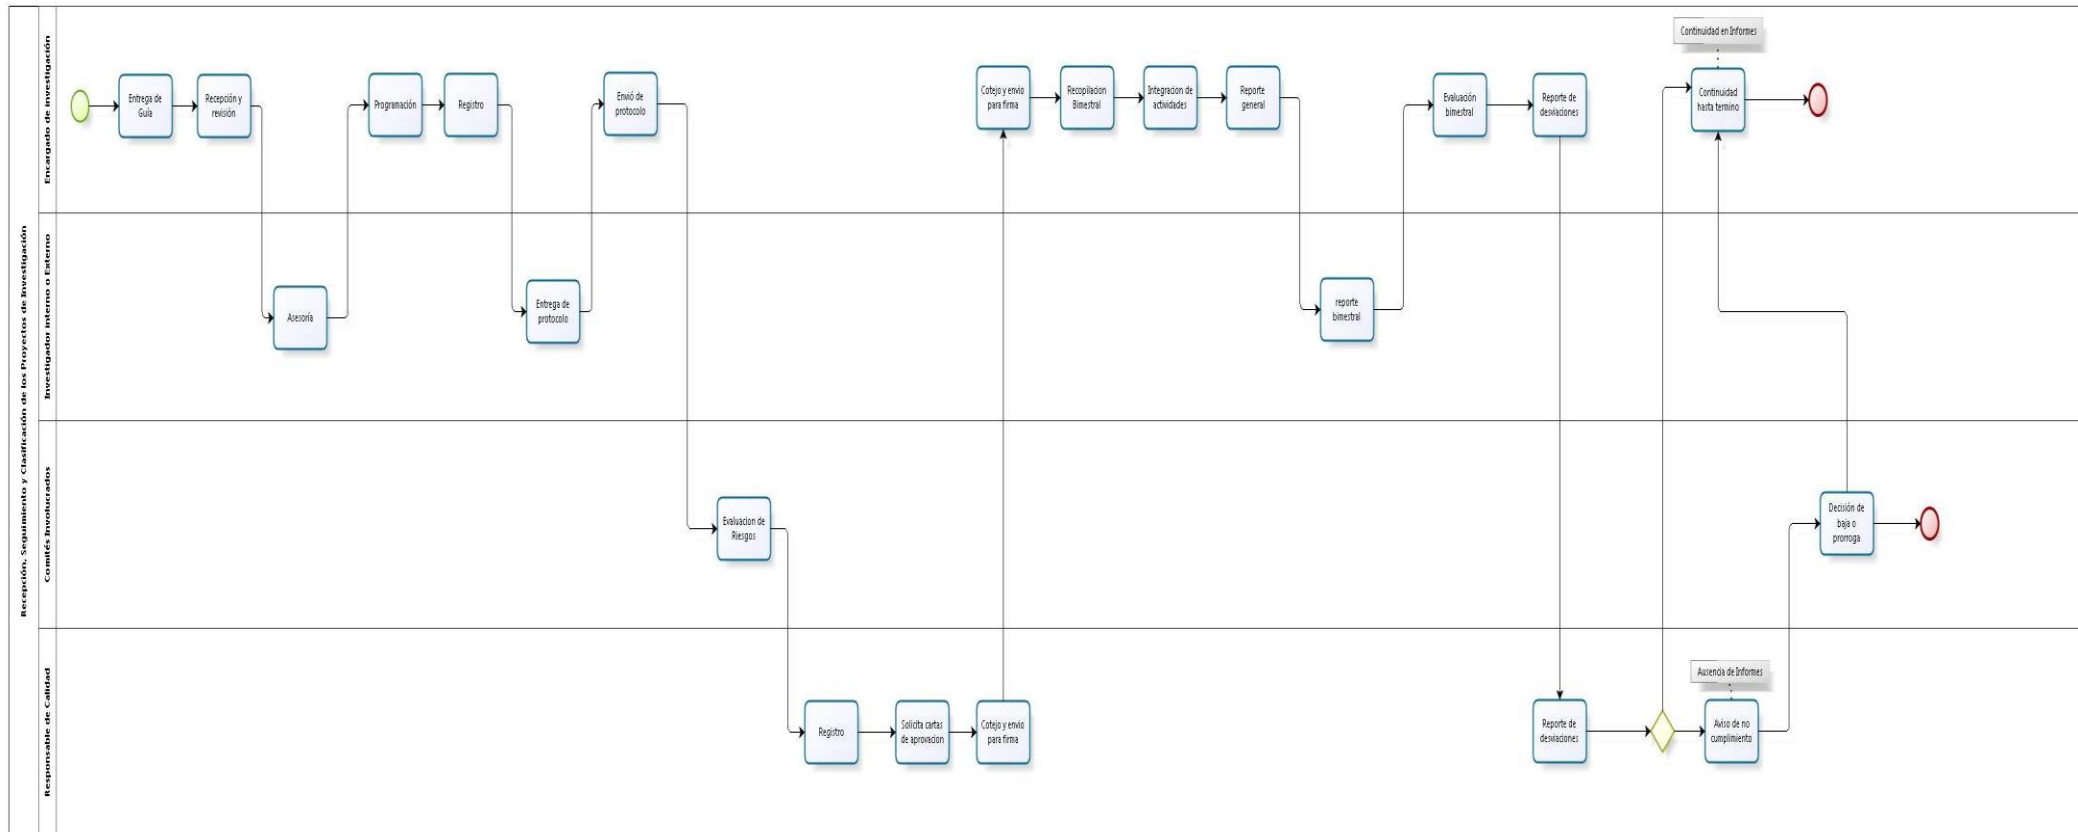 Recepción, Seguimiento y Clasificación de los Proyectos de Investigación
Encargado de investigación
Continuidad en Informes
Entrega de
Guía
Recepción y
revisión
Programación
Registro
Envió de
protocolo
Cotejo y envio
para firma
Recopilacion
Bimestral
Integracion de
actividades
Reporte
general
Evaluación
bimestral
Reporte de
desviaciones
Continuidad
hasta termino
Investigador interno o Externo
Asesoría
Entrega de
protocolo
reporte
bimestral
Comités Involucrados
Evaluacion de
Riesgos
Decisión de
baja o
prorroga
Responsable de Calidad
Ausencia de Informes
Registro
Solicita cartas
de aprovacion
Cotejo y envio
para firma
Reporte de
desviaciones
Aviso de no
cumplimiento